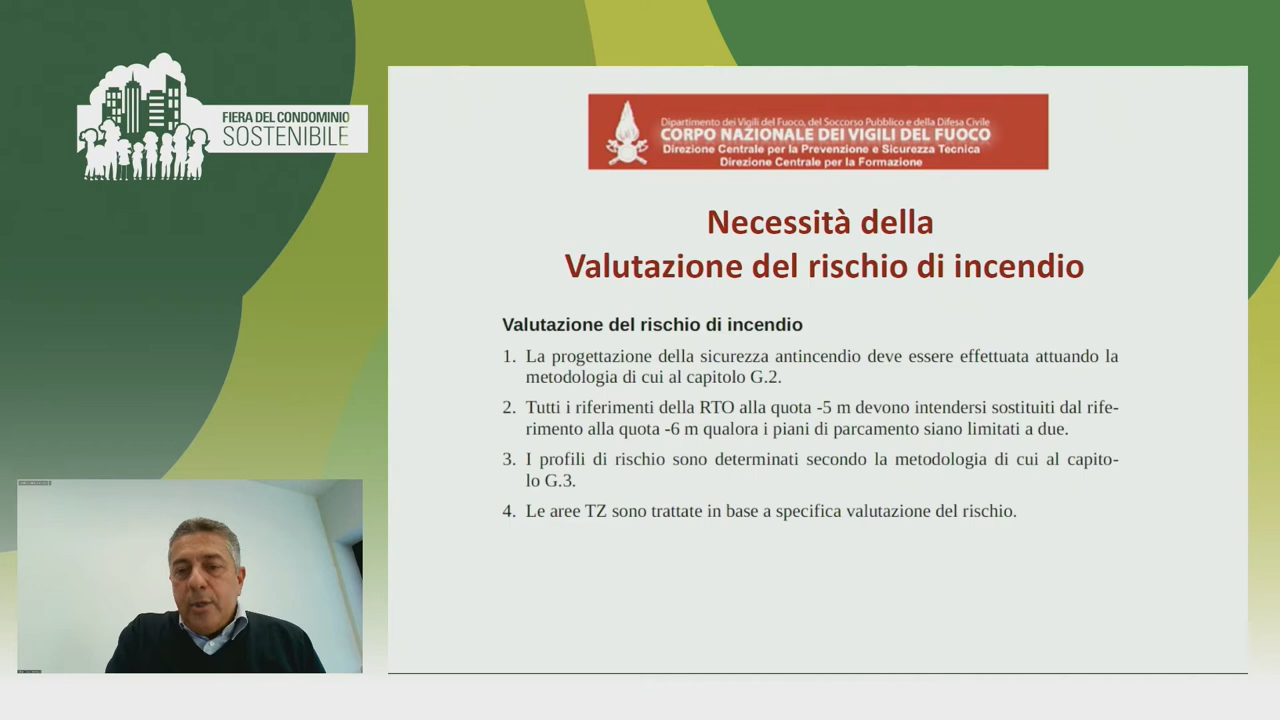 FIERA DEL CONDOMINIO
SOSTENIBILE
Dipartimento dei Vigili del Fuoco, del Soccorso Pubblico e della Difesa Civile
CORPO NAZIONALE DEI VIGILI DEL FUOCO
Direzione Centrale per la Prevenzione e Sicurezza Tecnica
Direzione Centrale per la Formazione
Necessità della
Valutazione del rischio di incendio
Valutazione del rischio di incendio
1. La progettazione della sicurezza antincendio deve essere effettuata attuando la
metodologia di cui al capitolo G.2.
2. Tutti i riferimenti della RTO alla quota -5 m devono intendersi sostituiti dal rife-
rimento alla quota -6 m qualora i piani di parcamento siano limitati a due.
3. I profili di rischio sono determinati secondo la metodologia di cui al capito-
lo G.3.
4. Le aree TZ sono trattate in base a specifica valutazione del rischio.